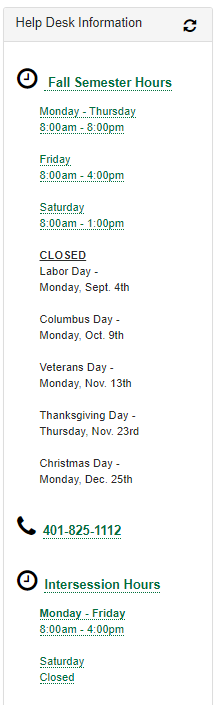 Help Desk Information
Fall Semester Hours
Monday - Thursday
8:00am - 8:00pm
Friday
8:00am - 4:00pm
Saturday
8:00am - 1:00pm
CLOSED
Labor Day -
Monday, Sept. 4th
Columbus Day -
Monday, Oct. 9th
Veterans Day -
Monday, Nov. 13th
Thanksgiving Day -
Thursday, Nov. 23rd
Christmas Day -
Monday, Dec. 25th
401-825-1112
Intersession Hours
Monday - Friday
8:00am - 4:00pm
Saturday
Closed